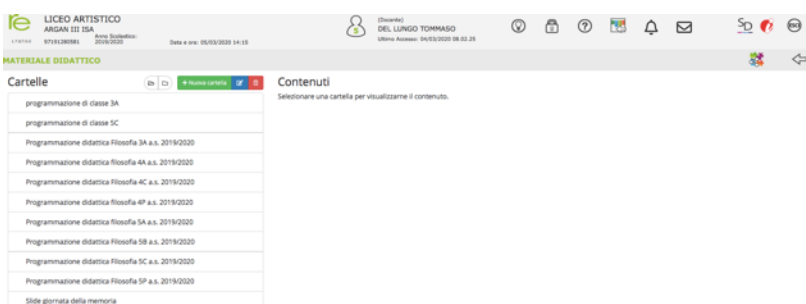 re
LICEO ARTISTICO
ARGAN III ISA
97151280581
Anno Scolastico:
2019/2020
Data e ora: 05/03/2020 14:15
S
(Docente)
DEL LUNGO TOMMASO
Ultimo Accesso: 04/03/2020 08.02.25
SD
ESCI
MATERIALE DIDATTICO
Cartelle
+ Nuova cartella
programmazione di classe 3A
programmazione di classe 5C
Programmazione didattica Filosofia 3A a.s. 2019/2020
Programmazione didattica filosofia 4A a.s. 2019/2020
Programmazione didattica Filosofia 4C a.s. 2019/2020
Programmazione didattica filosofia 4P a.s. 2019/2020
Programmazione didattica filosofia 5A a.s. 2019/2020
Programmazione didattica Filosofia 5B a.s. 2019/2020
Programmazione didattica Filosofia 5C a.s. 2019/2020
Programmazione didattica Filosofia 5P a.s. 2019/2020
Slide giornata della memoria
Contenuti
Selezionare una cartella per visualizzarne il contenuto.